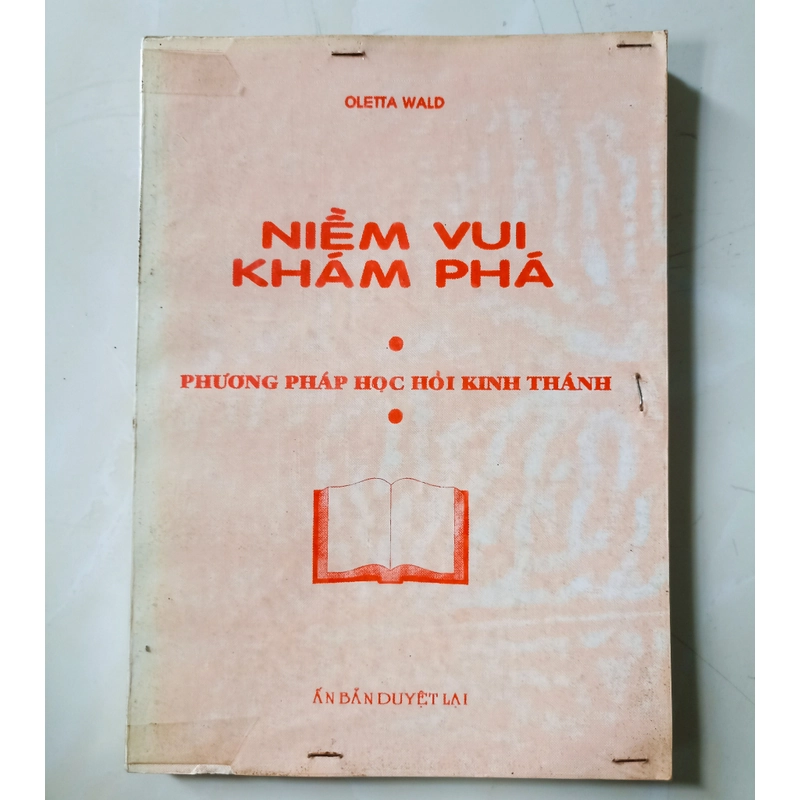 OLETTA WALD
NIỀM VUI
KHÁM PHÁ
PHƯƠNG PHÁP HỌC HỎI KINH THÁNH
ẤN BẢN DUYỆT LẠI